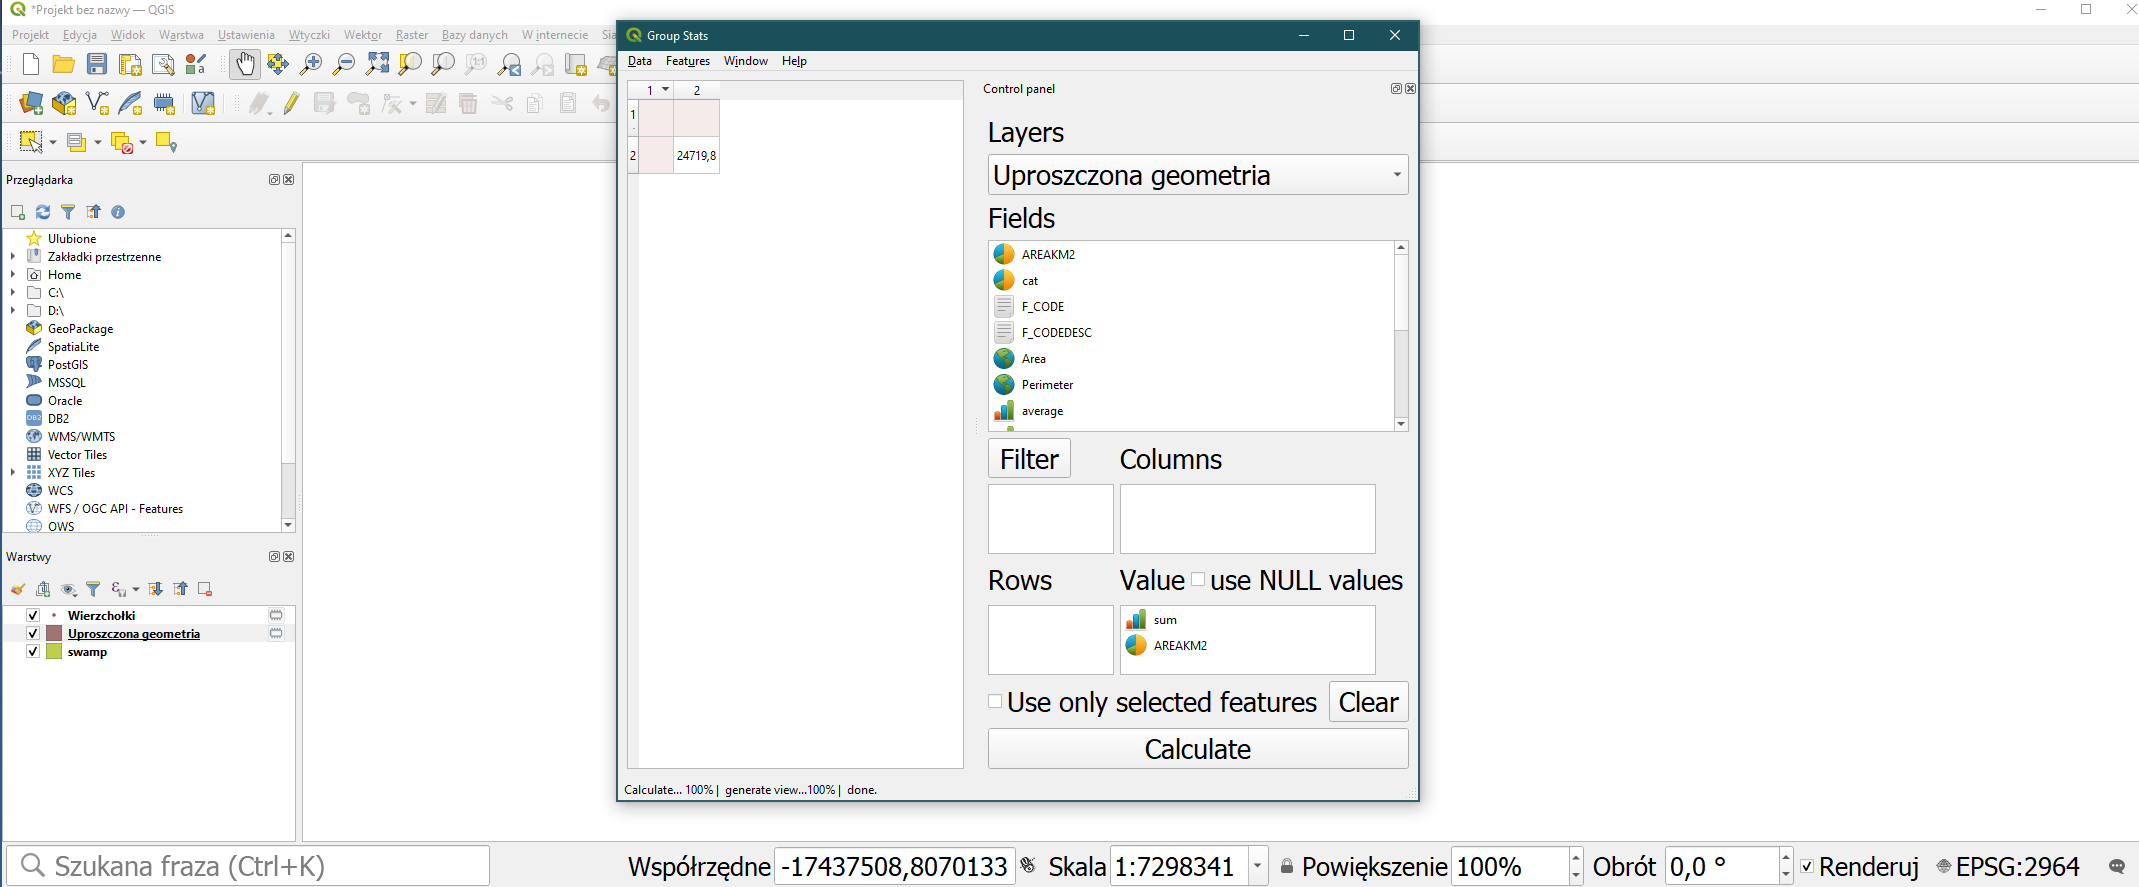 *Projekt bez nazwy — QGIS
Projekt Edycja Widok Warstwa Ustawienia Wtyczki Wektor Raster Bazy danych W internecie Sia
Przeglądarka
Ulubione
Zakładki przestrzenne
Home
C:\
D:\
GeoPackage
SpatiaLite
PostGIS
MSSQL
Oracle
DB2
WMS/WMTS
Vector Tiles
XYZ Tiles
WCS
WFS / OGC API - Features
OWS
Warstwy
Wierzchołki
Uproszczona geometria
swamp
Group Stats
Data Features Window Help
1 2
1
2 24719,8
Control panel
Layers
Uproszczona geometria
Fields
AREAKM2
cat
F_CODE
F_CODEDESC
Area
Perimeter
average
Filter Columns
Rows Value use NULL values
sum
AREAKM2
Use only selected features Clear
Calculate
Calculate... 100% | generate view...100% | done.
Szukana fraza (Ctrl+K) Współrzędne -17437508,8070133 Skala 1:7298341 Powiększenie 100% Obrót 0,0 ° Renderuj EPSG:2964